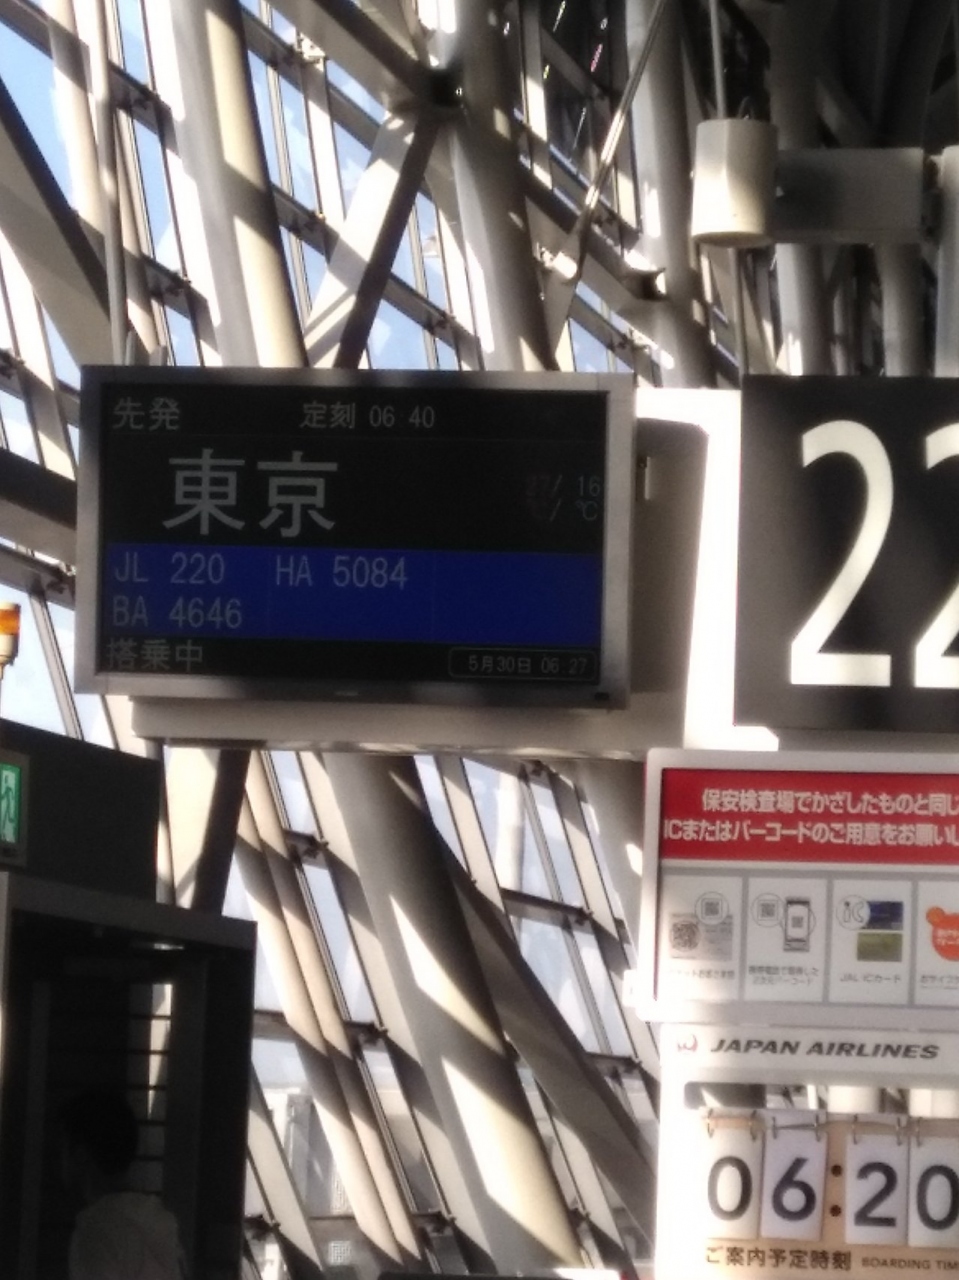 先発 定刻 06 40
東京
/ 16
/ ℃
JL 220 HA 5084
BA 4646
搭乗中
5月30日 06 27
22
保安検査場でかざしたものと同じ
ICまたはバーコードのご用意をお願いし
JAL ICカード
JAPAN AIRLINES
06:20
ご案内予定時刻 BOARDING TIM